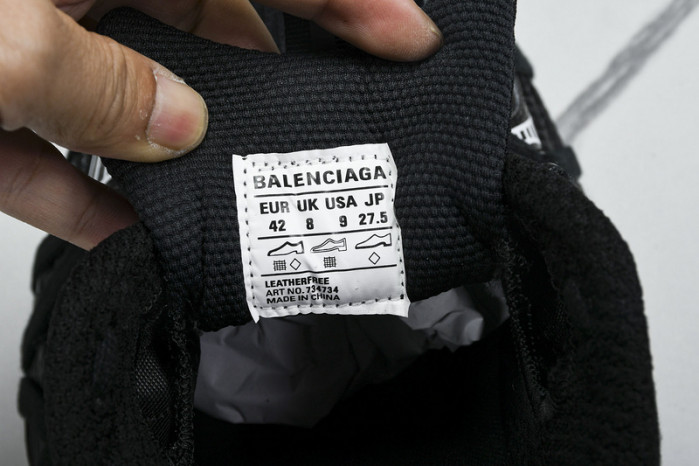 BALENCIAGA
EUR UK USA JP
42 8 9 27.5
LEATHERFREE
ART NO. 734734
MADE IN CHINA